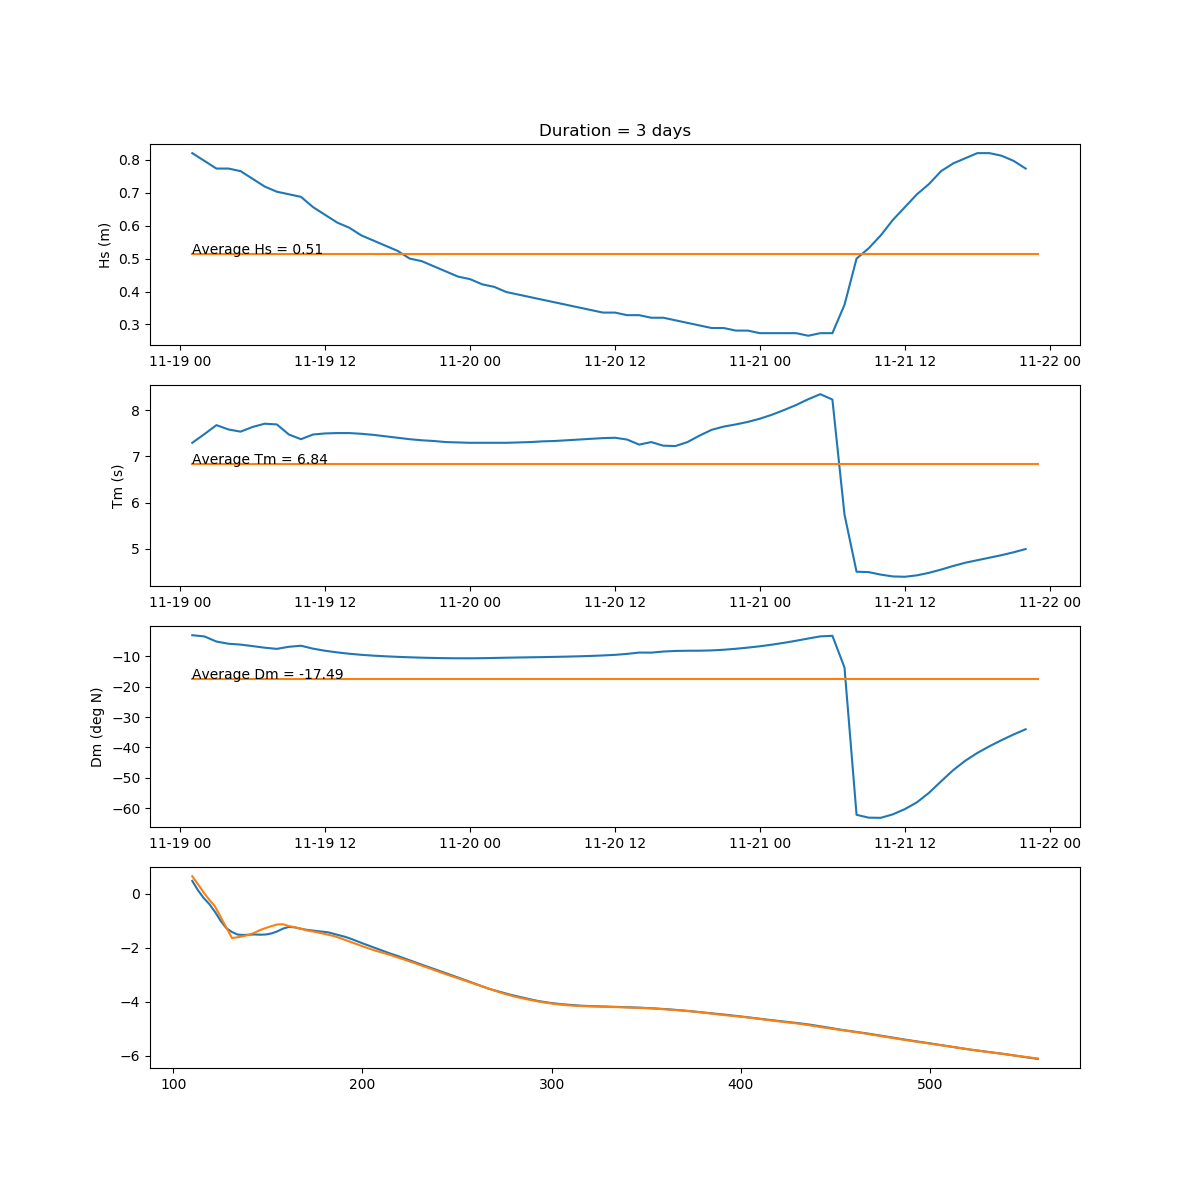 Duration = 3 days
0.8
0.7
0.6
0.5
0.4
0.3
Hs (m)
Average Hs = 0.51
11-19 00 11-19 12 11-20 00 11-20 12 11-21 00 11-21 12 11-22 00
8
7
6
5
Tm (s)
Average Tm = 6.84
11-19 00 11-19 12 11-20 00 11-20 12 11-21 00 11-21 12 11-22 00
−10
−20
−30
−40
−50
−60
Dm (deg N)
Average Dm = -17.49
11-19 00 11-19 12 11-20 00 11-20 12 11-21 00 11-21 12 11-22 00
0
−2
−4
−6
100 200 300 400 500